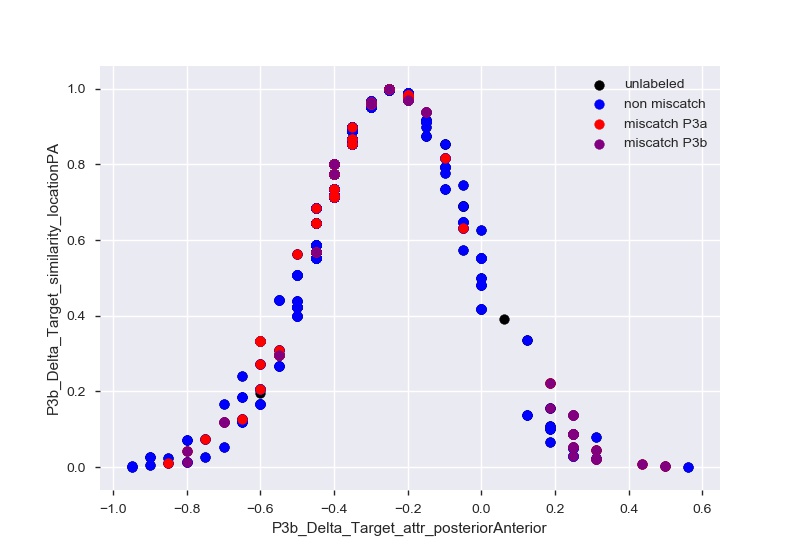 unlabeled
non miscatch
miscatch P3a
miscatch P3b
1.0
0.8
0.6
0.4
0.2
0.0
P3b_Delta_Target_similarity_locationPA
−1.0 −0.8 −0.6 −0.4 −0.2 0.0 0.2 0.4 0.6
P3b_Delta_Target_attr_posteriorAnterior